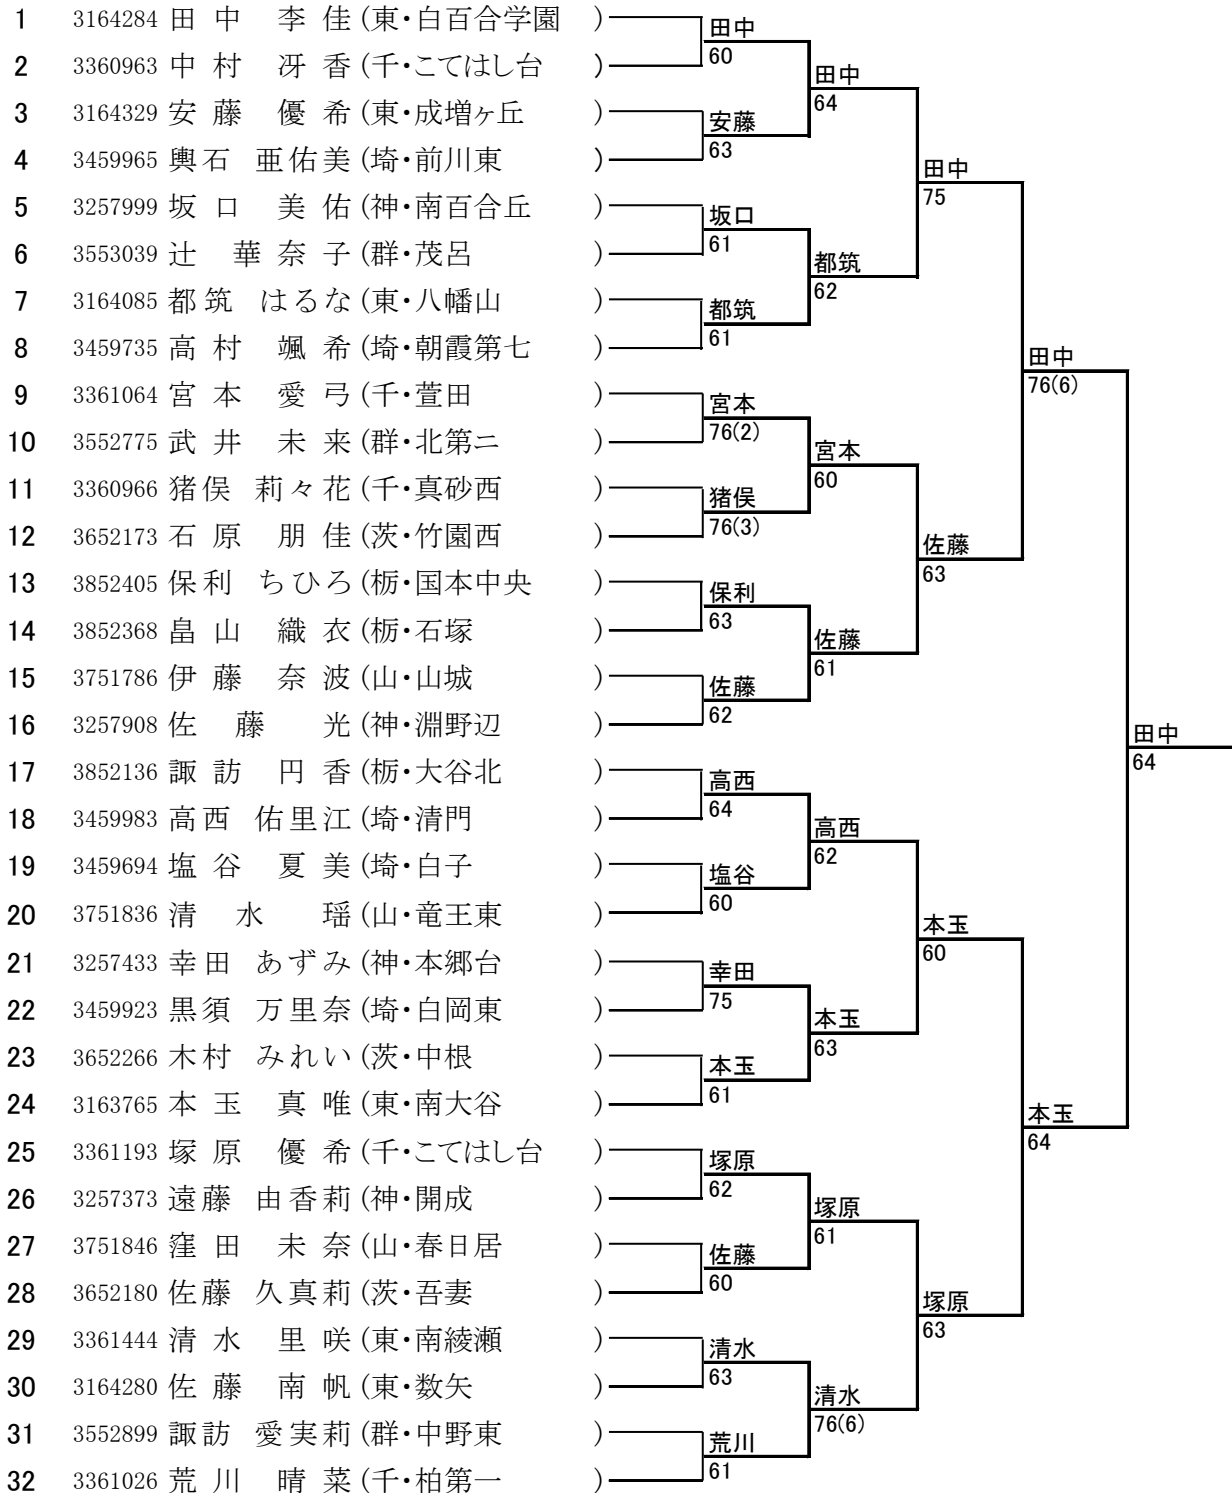 1 3164284 田中 李佳 (東・白百合学園 )
2 3360963 中村 冴香 (千・こてはし台 )
3 3164329 安藤 優希 (東・成増ヶ丘 )
4 3459965 輿石 亜佑美 (埼・前川東 )
5 3257999 坂口 美佑 (神・南百合丘 )
6 3553039 辻 華奈子 (群・茂呂 )
7 3164085 都筑 はるな (東・八幡山 )
8 3459735 高村 颯希 (埼・朝霞第七 )
9 3361064 宮本 愛弓 (千・萱田 )
10 3552775 武井 未来 (群・北第ニ )
11 3360966 猪俣 莉々花 (千・真砂西 )
12 3652173 石原 朋佳 (茨・竹園西 )
13 3852405 保利 ちひろ (栃・国本中央 )
14 3852368 畠山 織衣 (栃・石塚 )
15 3751786 伊藤 奈波 (山・山城 )
16 3257908 佐藤 光 (神・淵野辺 )
17 3852136 諏訪 円香 (栃・大谷北 )
18 3459983 高西 佑里江 (埼・清門 )
19 3459694 塩谷 夏美 (埼・白子 )
20 3751836 清水 瑶 (山・竜王東 )
21 3257433 幸田 あずみ (神・本郷台 )
22 3459923 黒須 万里奈 (埼・白岡東 )
23 3652266 木村 みれい (茨・中根 )
24 3163765 本玉 真唯 (東・南大谷 )
25 3361193 塚原 優希 (千・こてはし台 )
26 3257373 遠藤 由香莉 (神・開成 )
27 3751846 窪田 未奈 (山・春日居 )
28 3652180 佐藤 久真莉 (茨・吾妻 )
29 3361444 清水 里咲 (東・南綾瀬 )
30 3164280 佐藤 南帆 (東・数矢 )
31 3552899 諏訪 愛実莉 (群・中野東 )
32 3361026 荒川 晴菜 (千・柏第一 )
田中
60
安藤
63
坂口
61
都筑
61
宮本
76(2)
猪俣
76(3)
保利
63
佐藤
62
高西
64
塩谷
60
幸田
75
本玉
61
塚原
62
佐藤
60
清水
63
荒川
61
田中
64
都筑
62
宮本
60
佐藤
61
高西
62
本玉
63
塚原
61
清水
76(6)
田中
75
佐藤
63
本玉
60
塚原
63
田中
76(6)
本玉
64
田中
64